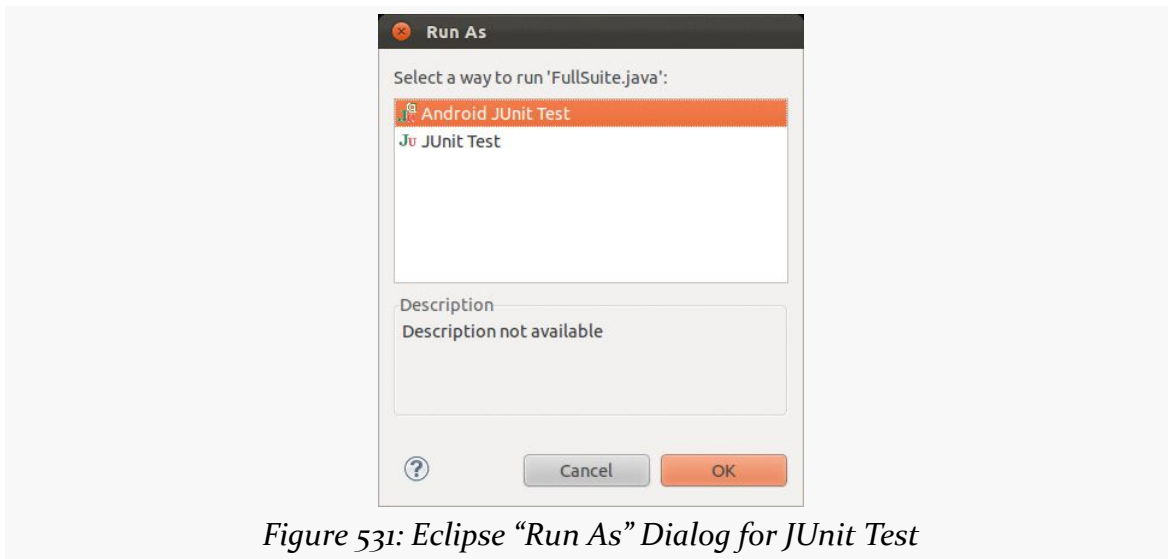 Run As
Select a way to run 'FullSuite.java':
Android JUnit Test
Ju JUnit Test
Description
Description not available
?
Cancel OK
Figure 531: Eclipse “Run As” Dialog for JUnit Test